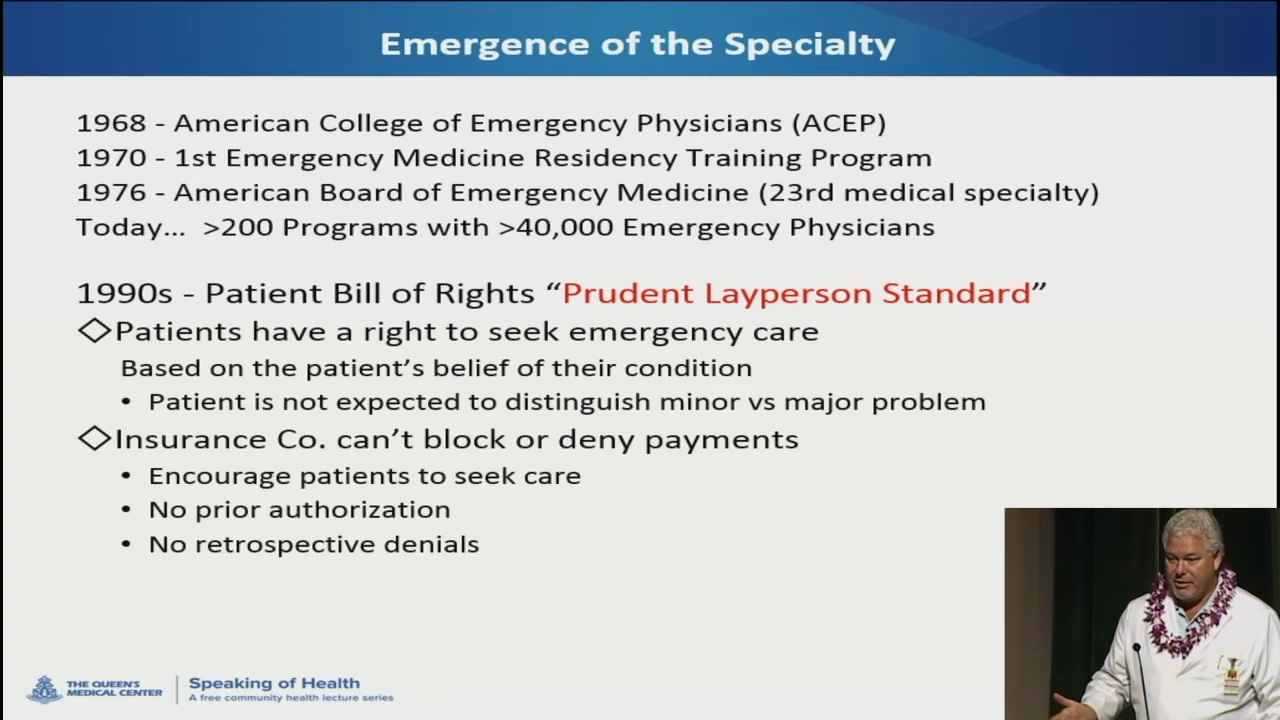 Emergence of the Specialty
1968 - American College of Emergency Physicians (ACEP)
1970 - 1st Emergency Medicine Residency Training Program
1976 - American Board of Emergency Medicine (23rd medical specialty)
Today... >200 Programs with >40,000 Emergency Physicians
1990s - Patient Bill of Rights “Prudent Layperson Standard”
Patients have a right to seek emergency care
Based on the patient’s belief of their condition
• Patient is not expected to distinguish minor vs major problem
Insurance Co. can’t block or deny payments
• Encourage patients to seek care
• No prior authorization
• No retrospective denials
THE QUEEN'S
MEDICAL CENTER
Speaking of Health
A free community health lecture series